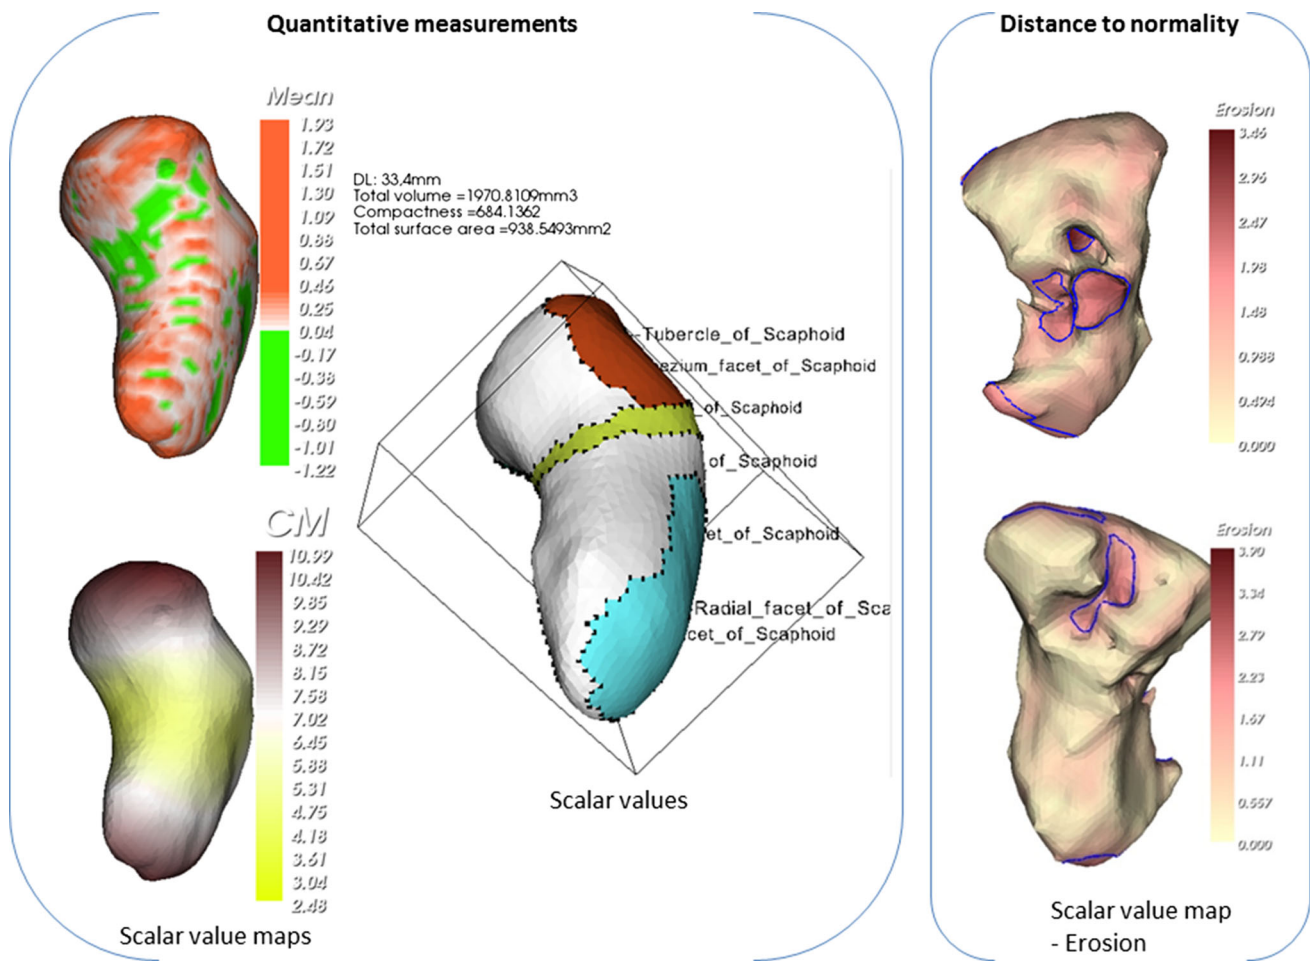 Quantitative measurements
Distance to normality
Mean
1.93
1.72
1.51
1.30
1.09
0.88
0.67
0.46
0.25
0.04
-0.17
-0.38
-0.59
-0.80
-1.01
-1.22
DL: 33,4mm
Total volume =1970.8109mm3
Compactness =684.1362
Total surface area =938.5493mm2
Tubercle_of_Scaphoid
ezium_facet_of_Scaphoid
_of_Scaphoid
of_Scaphoid
et_of_Scaphoid
Radial_facet_of_Sca
cet_of_Scaphoid
Scalar values
CM
10.99
10.42
9.85
9.29
8.72
8.15
7.58
7.02
6.45
5.88
5.31
4.75
4.18
3.61
3.04
2.48
Scalar value maps
Erosion
3.46
2.96
2.47
1.98
1.48
0.988
0.494
0.000
Erosion
3.90
3.34
2.79
2.23
1.67
1.11
0.557
0.000
Scalar value map
- Erosion